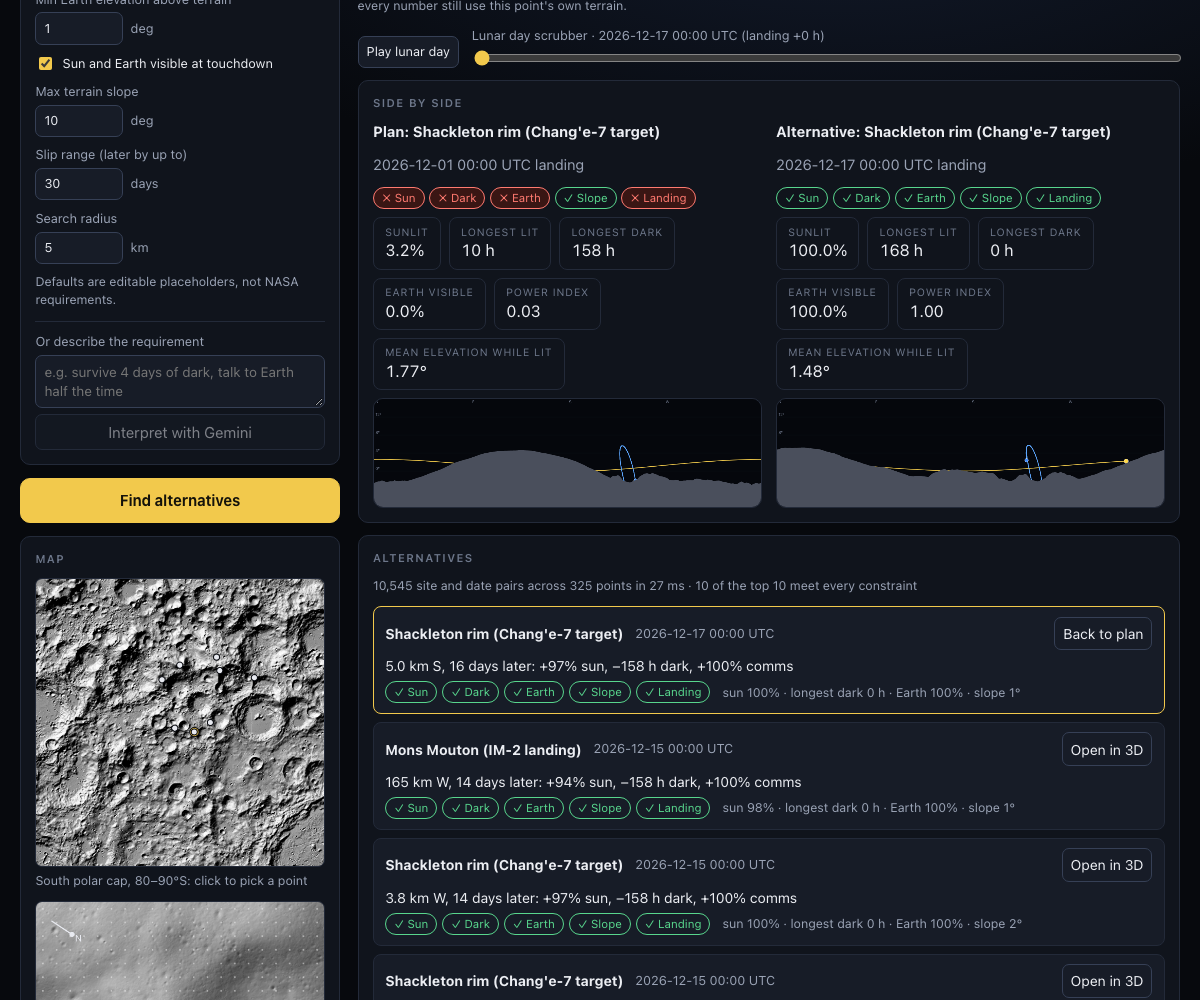 Min Earth elevation above terrain
1 deg
Sun and Earth visible at touchdown
Max terrain slope
10 deg
Slip range (later by up to)
30 days
Search radius
5 km
Defaults are editable placeholders, not NASA
requirements.
Or describe the requirement
e.g. survive 4 days of dark, talk to Earth
half the time
Interpret with Gemini
Find alternatives
MAP
South polar cap, 80–90°S: click to pick a point
N
every number still use this point's own terrain.
Play lunar day
Lunar day scrubber · 2026-12-17 00:00 UTC (landing +0 h)
SIDE BY SIDE
Plan: Shackleton rim (Chang'e-7 target)
2026-12-01 00:00 UTC landing
✕ Sun ✕ Dark ✕ Earth ✓ Slope ✕ Landing
SUNLIT LONGEST LIT LONGEST DARK
3.2% 10 h 158 h
EARTH VISIBLE POWER INDEX
0.0% 0.03
MEAN ELEVATION WHILE LIT
1.77°
Alternative: Shackleton rim (Chang'e-7 target)
2026-12-17 00:00 UTC landing
✓ Sun ✓ Dark ✓ Earth ✓ Slope ✓ Landing
SUNLIT LONGEST LIT LONGEST DARK
100.0% 168 h 0 h
EARTH VISIBLE POWER INDEX
100.0% 1.00
MEAN ELEVATION WHILE LIT
1.48°
ALTERNATIVES
10,545 site and date pairs across 325 points in 27 ms · 10 of the top 10 meet every constraint
Shackleton rim (Chang'e-7 target) 2026-12-17 00:00 UTC Back to plan
5.0 km S, 16 days later: +97% sun, −158 h dark, +100% comms
✓ Sun ✓ Dark ✓ Earth ✓ Slope ✓ Landing sun 100% · longest dark 0 h · Earth 100% · slope 1°
Mons Mouton (IM-2 landing) 2026-12-15 00:00 UTC Open in 3D
165 km W, 14 days later: +94% sun, −158 h dark, +100% comms
✓ Sun ✓ Dark ✓ Earth ✓ Slope ✓ Landing sun 98% · longest dark 0 h · Earth 100% · slope 1°
Shackleton rim (Chang'e-7 target) 2026-12-15 00:00 UTC Open in 3D
3.8 km W, 14 days later: +97% sun, −158 h dark, +100% comms
✓ Sun ✓ Dark ✓ Earth ✓ Slope ✓ Landing sun 100% · longest dark 0 h · Earth 100% · slope 2°
Shackleton rim (Chang'e-7 target) 2026-12-15 00:00 UTC Open in 3D